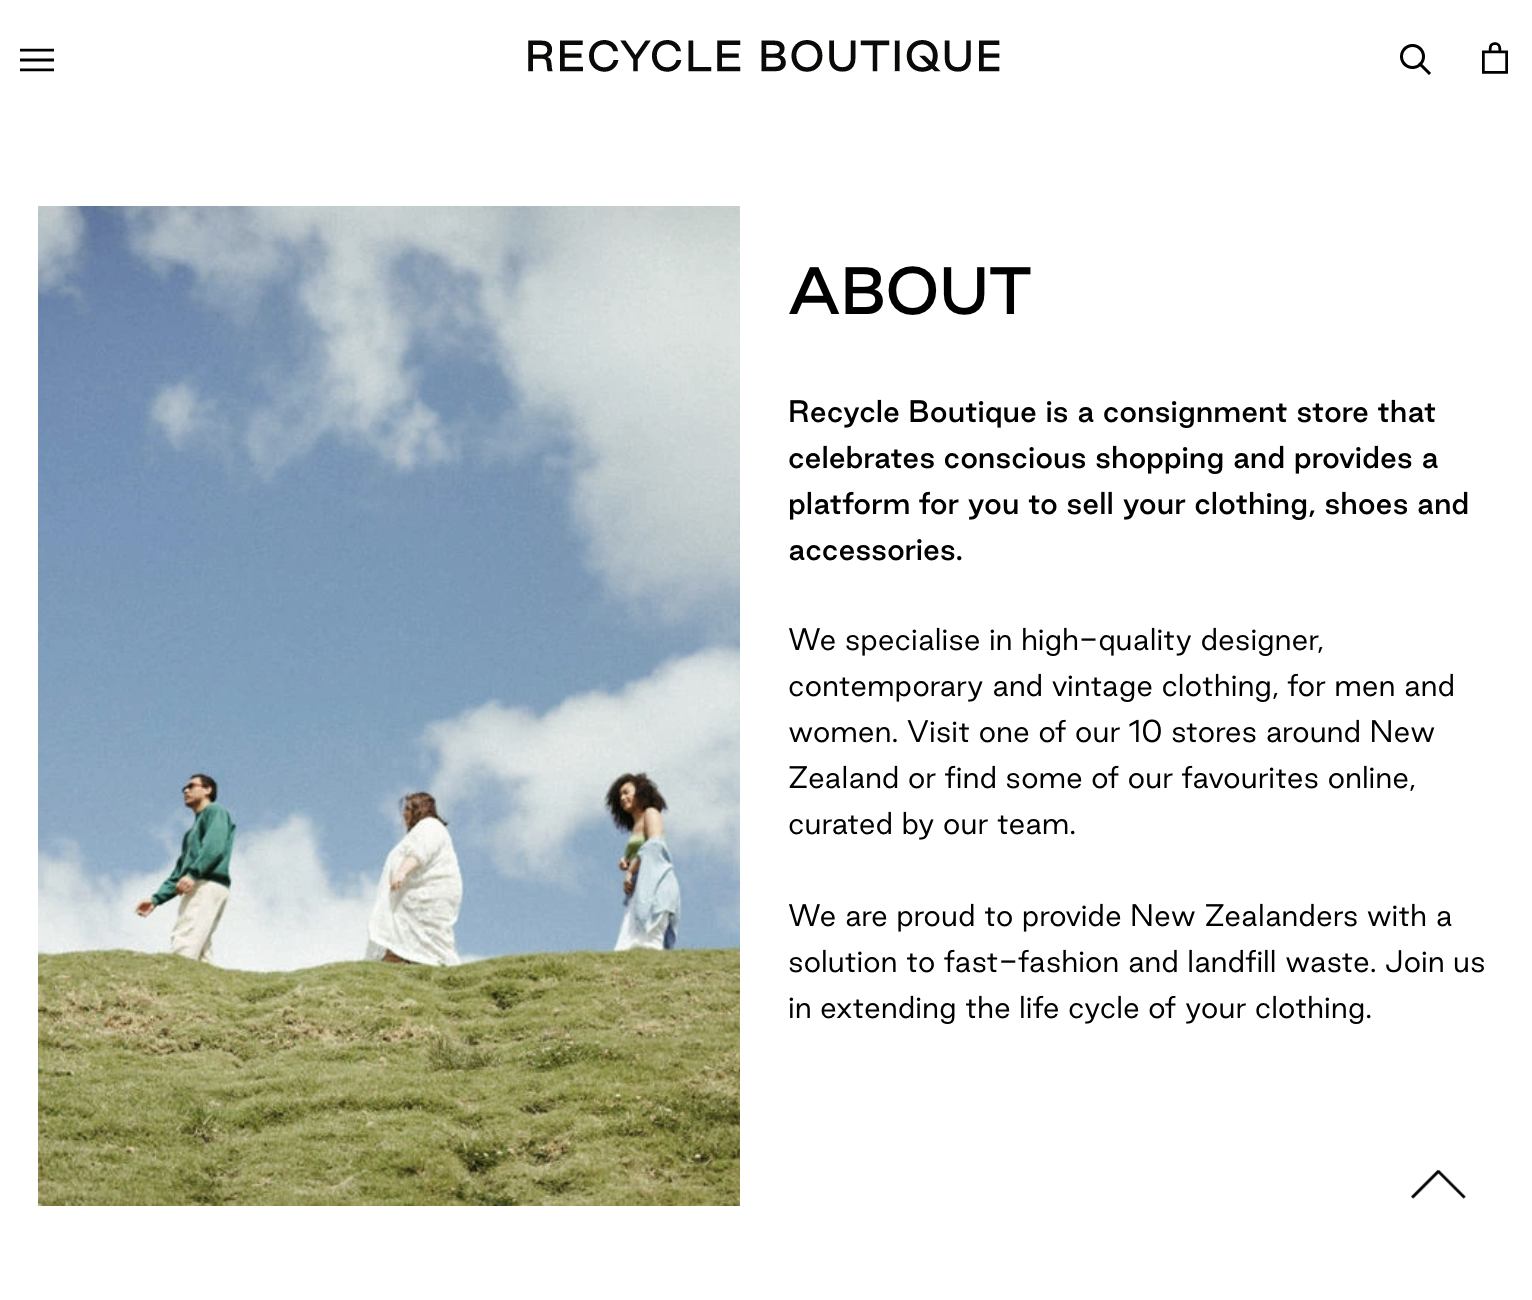 RECYCLE BOUTIQUE
ABOUT
Recycle Boutique is a consignment store that
celebrates conscious shopping and provides a
platform for you to sell your clothing, shoes and
accessories.
We specialise in high-quality designer,
contemporary and vintage clothing, for men and
women. Visit one of our 10 stores around New
Zealand or find some of our favourites online,
curated by our team.
We are proud to provide New Zealanders with a
solution to fast-fashion and landfill waste. Join us
in extending the life cycle of your clothing.